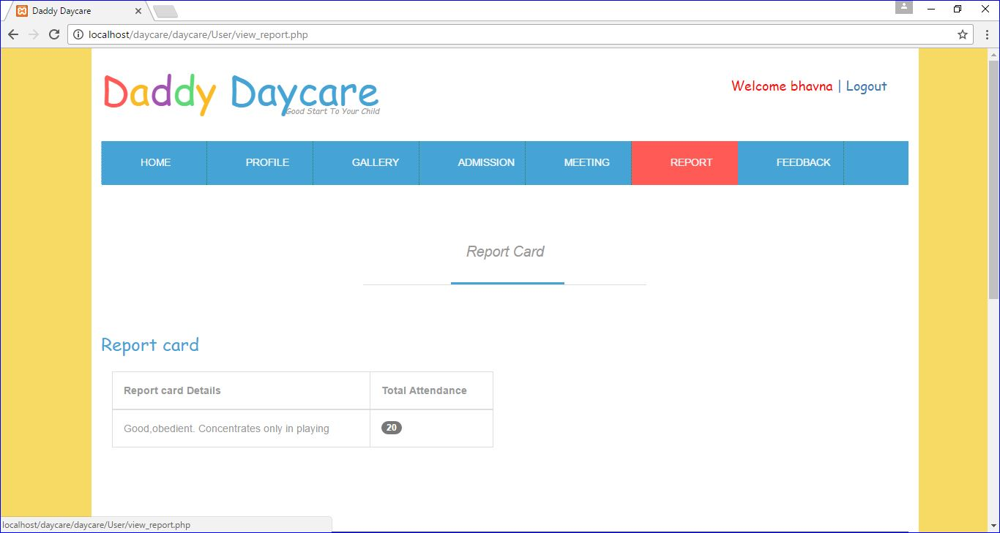 Daddy Daycare
localhost/daycare/daycare/User/view_report.php
Daddy Daycare
Good Start To Your Child
Welcome bhavna | Logout
HOME PROFILE GALLERY ADMISSION MEETING REPORT FEEDBACK
Report Card
Report card
Report card Details Total Attendance
Good,obedient. Concentrates only in playing 20
localhost/daycare/daycare/User/view_report.php